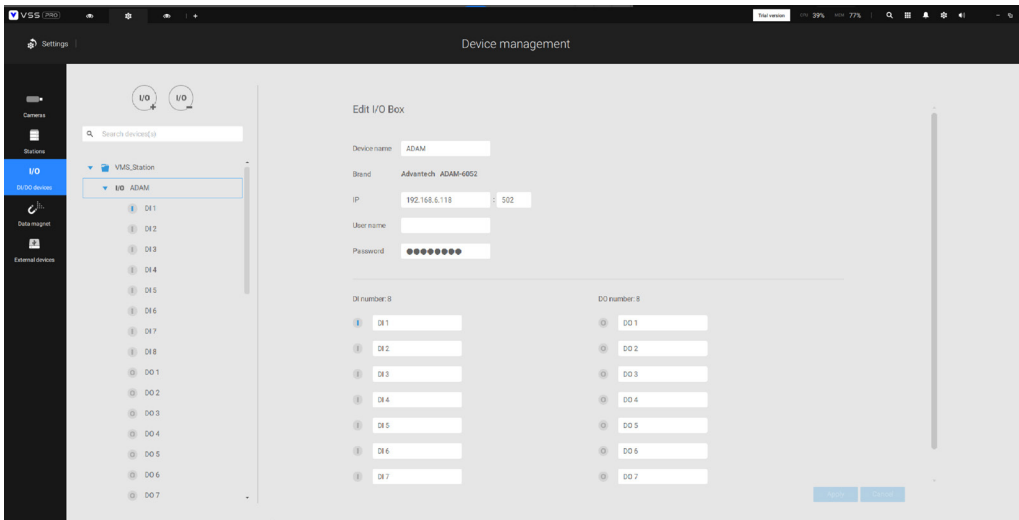 VSS PRO
Trial version
CPU 39% MEM 77%
Settings
Device management
Cameras
Stations
I/O
DI/DO devices
Data magnet
External devices
I/O
I/O
Search devices(s)
VMS_Station
I/O ADAM
DI 1
DI 2
DI 3
DI 4
DI 5
DI 6
DI 7
DI 8
DO 1
DO 2
DO 3
DO 4
DO 5
DO 6
DO 7
Edit I/O Box
Device name ADAM
Brand Advantech ADAM-6052
IP 192.168.6.118 : 502
User name
Password
DI number: 8
DI 1
DI 2
DI 3
DI 4
DI 5
DI 6
DI 7
DO number: 8
DO 1
DO 2
DO 3
DO 4
DO 5
DO 6
DO 7
Apply
Cancel